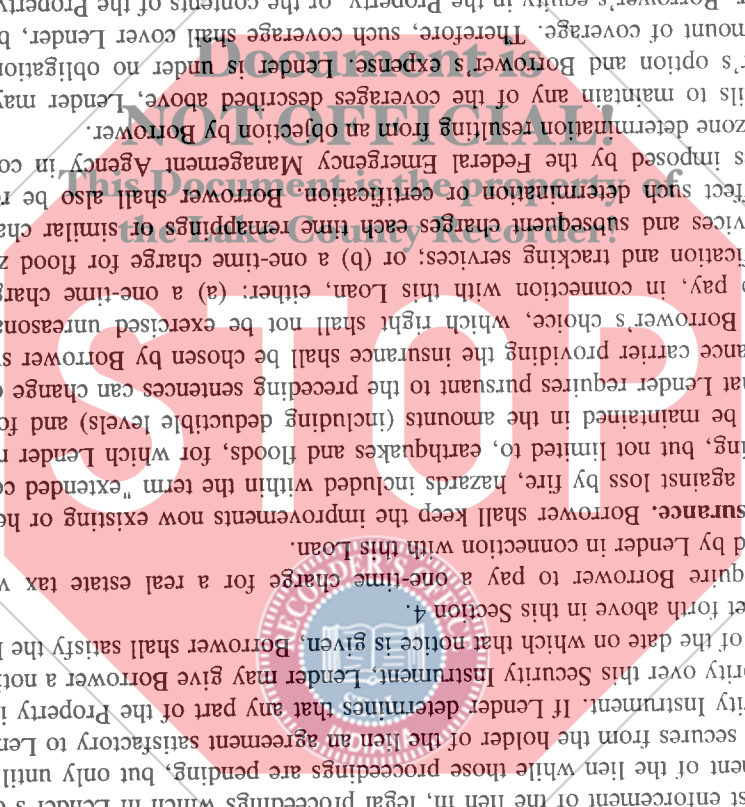 st enforcement of the lien in, legal proceedings which in Lender's o
ment of the lien while those proceedings are pending, but only until
secures from the holder of the lien an agreement satisfactory to Len
rity Instrument. If Lender determines that any part of the Property i
ority over this Security Instrument, Lender may give Borrower a noti
of the date on which that notice is given, Borrower shall satisfy the l
et forth above in this Section 4.
quire Borrower to pay a one-time charge for a real estate tax v
d by Lender in connection with this Loan.
surance. Borrower shall keep the improvements now existing or he
against loss by fire, hazards included within the term "extended co
ing, but not limited to, earthquakes and floods, for which Lender r
be maintained in the amounts (including deductible levels) and fo
hat Lender requires pursuant to the preceding sentences can change
ance carrier providing the insurance shall be chosen by Borrower s
Borrower's choice, which right shall not be exercised unreasona
o pay, in connection with this Loan, either: (a) a one-time charg
ification and tracking services; or (b) a one-time charge for flood z
vices and subsequent charges each time remappings or similar cha
fect such determination or certification. Borrower shall also be re
s imposed by the Federal Emergency Management Agency in co
zone determination resulting from an objection by Borrower.
ils to maintain any of the coverages described above, Lender may
r's option and Borrower's expense. Lender is under no obligation
mount of coverage. Therefore, such coverage shall cover Lender, b
r Borrower's equity in the Property, or the contents of the Property
Document is
NOT OFFICIAL!
This Document is the property of
the Lake County Recorder!
STOP
RECORDER'S OFFICE
SEAL
INDIANA